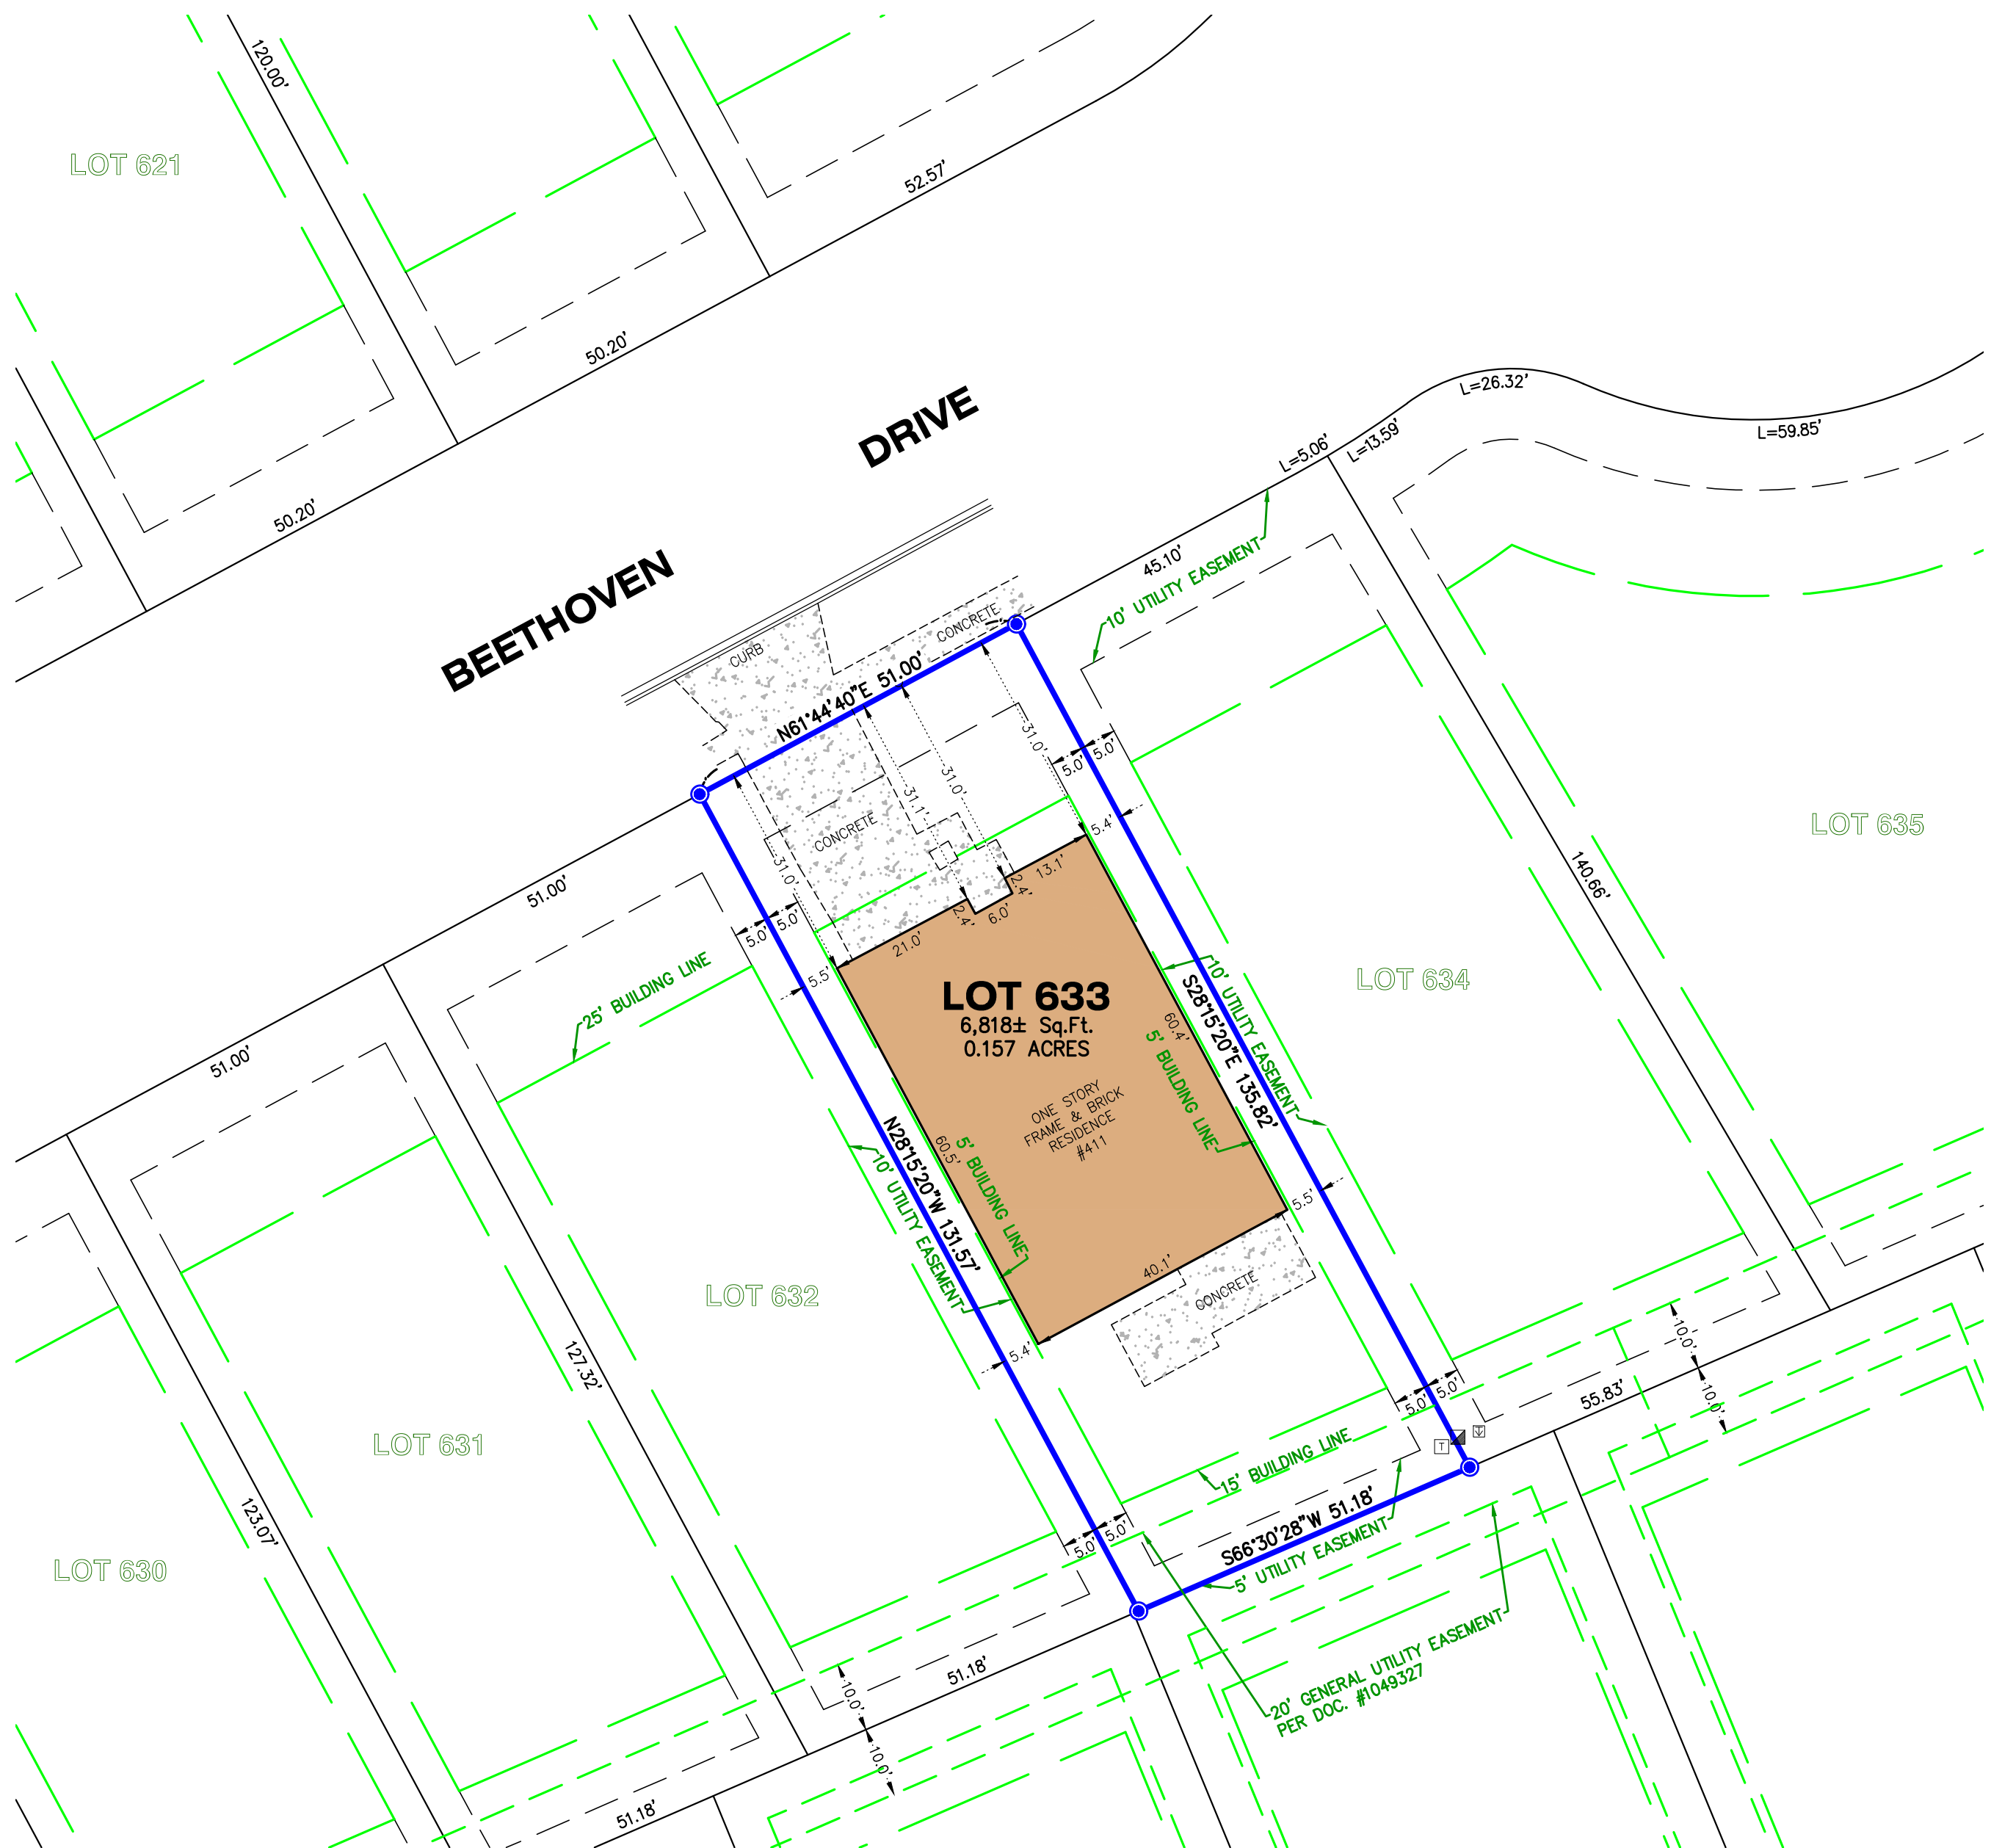 120.00'
LOT 621
52.57'
50.20'
50.20'
DRIVE
BEETHOVEN
L=26.32'
L=5.06'
L=13.59'
L=59.85'
45.10'
10' UTILITY EASEMENT
CONCRETE
CURB
N61°44'40"E 51.00'
31.0'
5.0'
5.0'
31.0'
31.1'
CONCRETE
31.0'
5.4'
13.1'
2.4'
2.4'
6.0'
21.0'
5.0'
5.0'
5.5'
51.00'
25' BUILDING LINE
51.00'
LOT 635
140.66'
LOT 634
LOT 633
6,818± Sq.Ft.
0.157 ACRES
ONE STORY
FRAME & BRICK
RESIDENCE
#411
60.4'
5' BUILDING LINE
S28°15'20"E 135.82'
10' UTILITY EASEMENT
60.5'
5' BUILDING LINE
N28°15'20"W 131.57'
10' UTILITY EASEMENT
5.5'
40.1'
CONCRETE
5.4'
LOT 632
127.32'
LOT 631
123.07'
LOT 630
10.0'
10.0'
55.83'
5.0'
5.0'
T
15' BUILDING LINE
S66°30'28"W 51.18'
5' UTILITY EASEMENT
5.0'
5.0'
20' GENERAL UTILITY EASEMENT
PER DOC. #1049327
51.18'
10.0'
10.0'
51.18'